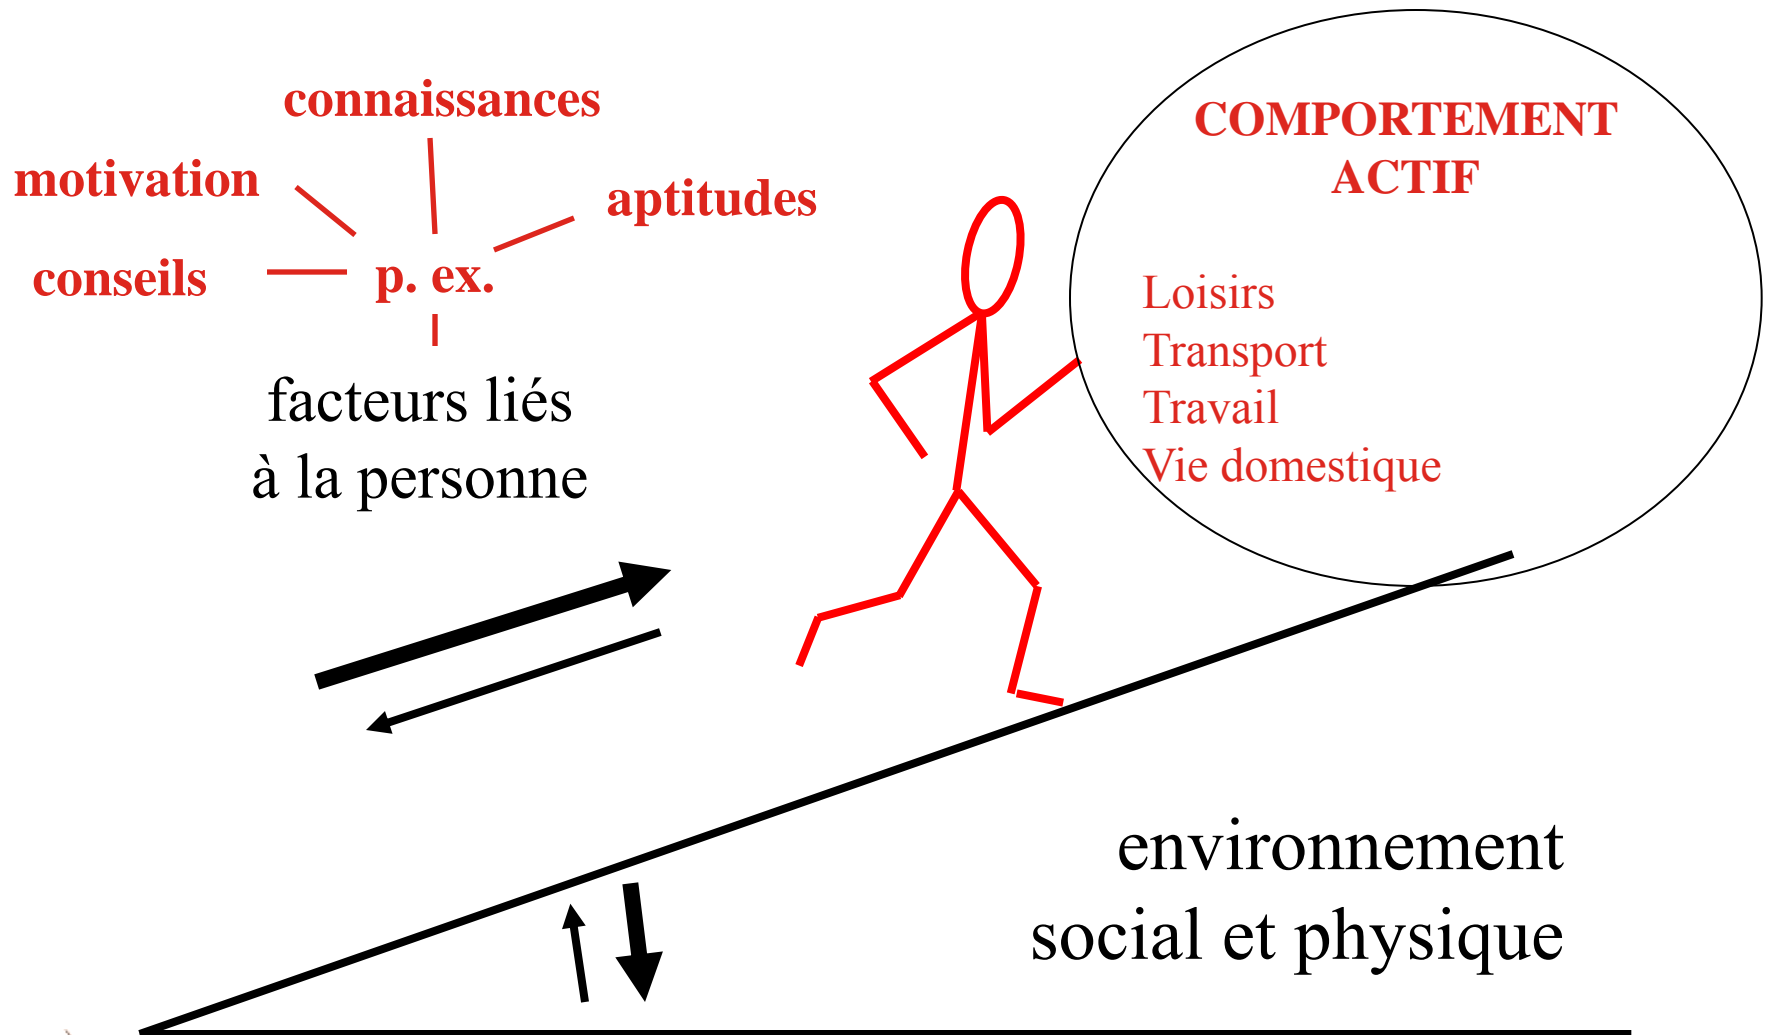 connaissances
motivation
aptitudes
conseils
p. ex.
facteurs liés
à la personne
COMPORTEMENT
ACTIF
Loisirs
Transport
Travail
Vie domestique
environnement
social et physique